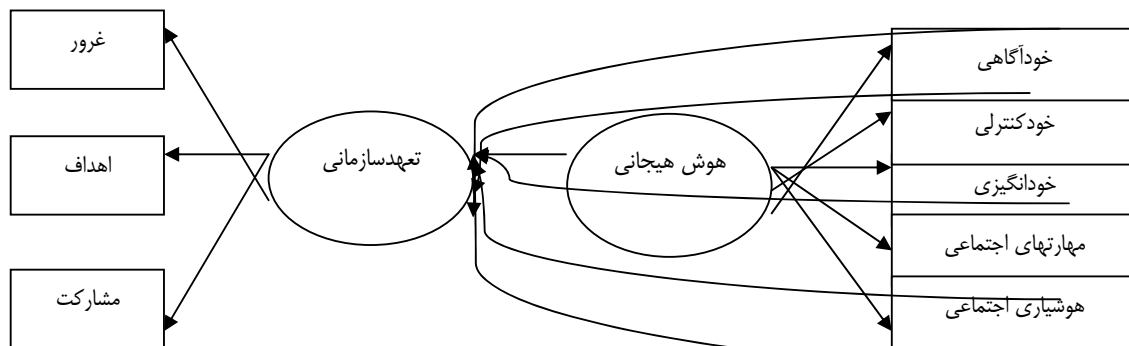 خودآگاهی
خودکنترلی
خودانگیزی
مهارتهای اجتماعی
هوشیاری اجتماعی
هوش هیجانی
تعهدسازمانی
غرور
اهداف
مشارکت